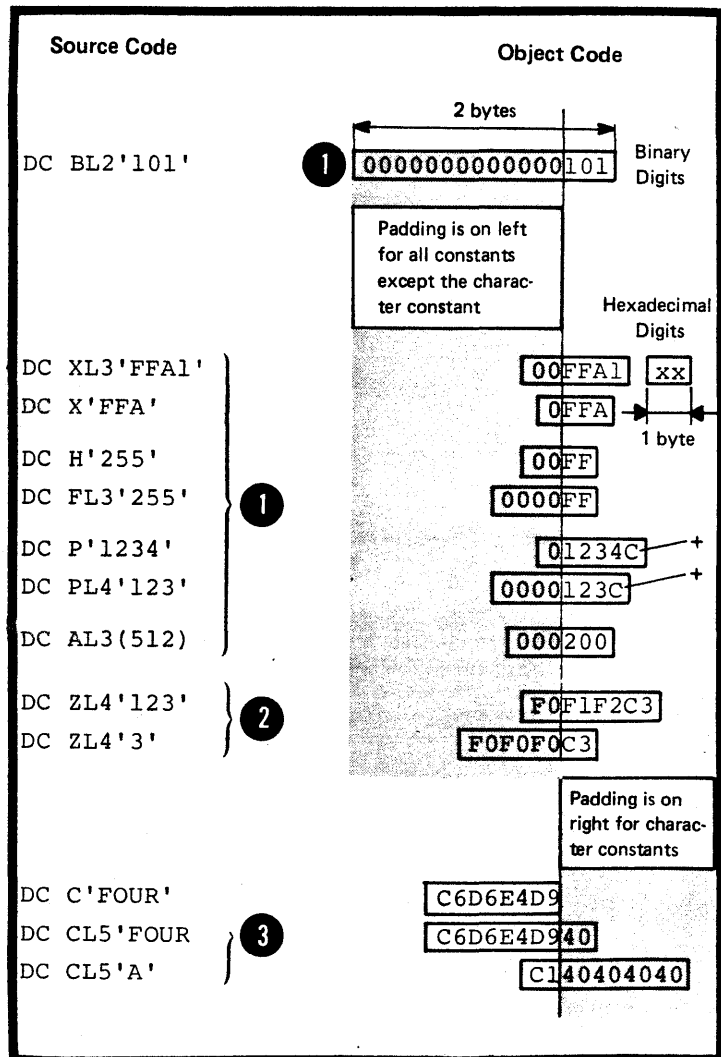 Source Code Object Code
2 bytes
DC BL2'101' 1 0000000000000101 Binary
Digits
Padding is on left
for all constants
except the charac-
ter constant
Hexadecimal
Digits
DC XL3'FFA1' 00FFA1 xx
DC X'FFA' 0FFA
1 byte
DC H'255' 00FF
DC FL3'255' 1 0000FF
DC P'1234' 01234C +
DC PL4'123' 0000123C +
DC AL3(512) 000200
DC ZL4'123' F0F1F2C3
2
DC ZL4'3' F0F0F0C3
Padding is on
right for charac-
ter constants
DC C'FOUR' C6D6E4D9
DC CL5'FOUR 3 C6D6E4D940
DC CL5'A' C140404040